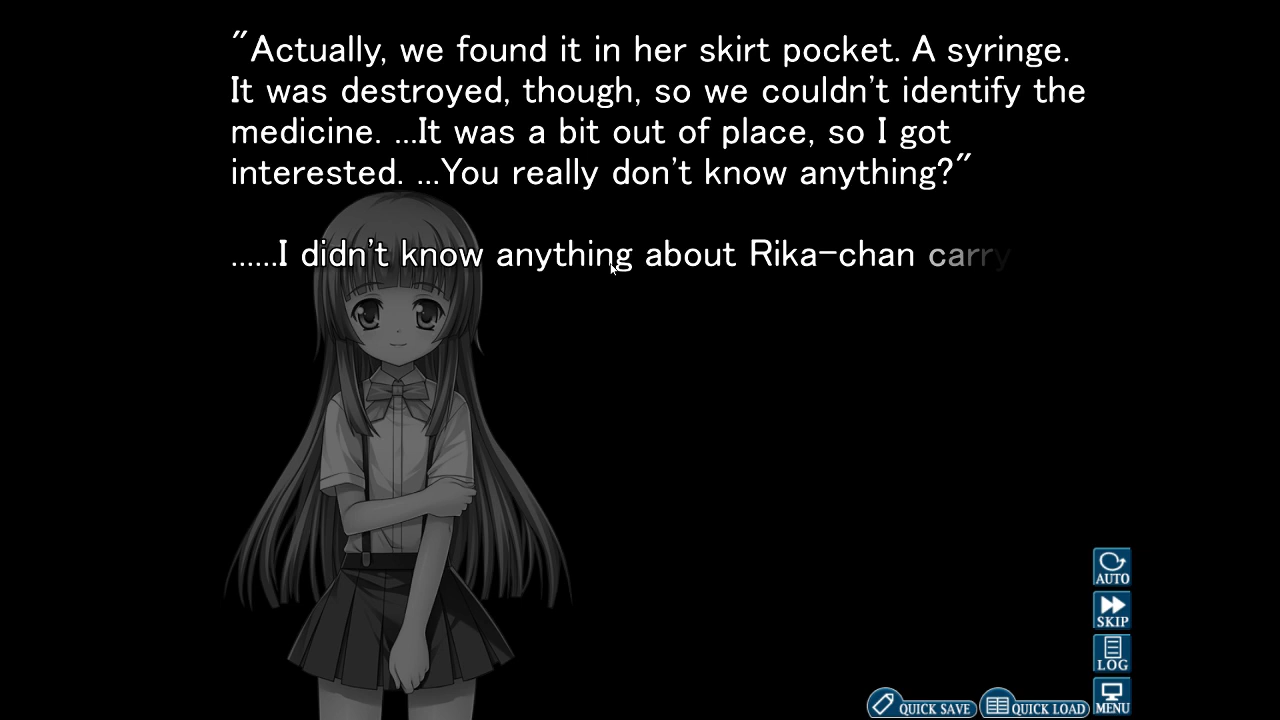 "Actually, we found it in her skirt pocket. A syringe.
It was destroyed, though, so we couldn't identify the
medicine. ...It was a bit out of place, so I got
interested. ...You really don't know anything?"
......I didn't know anything about Rika-chan carry
AUTO
SKIP
LOG
QUICK SAVE
QUICK LOAD
MENU